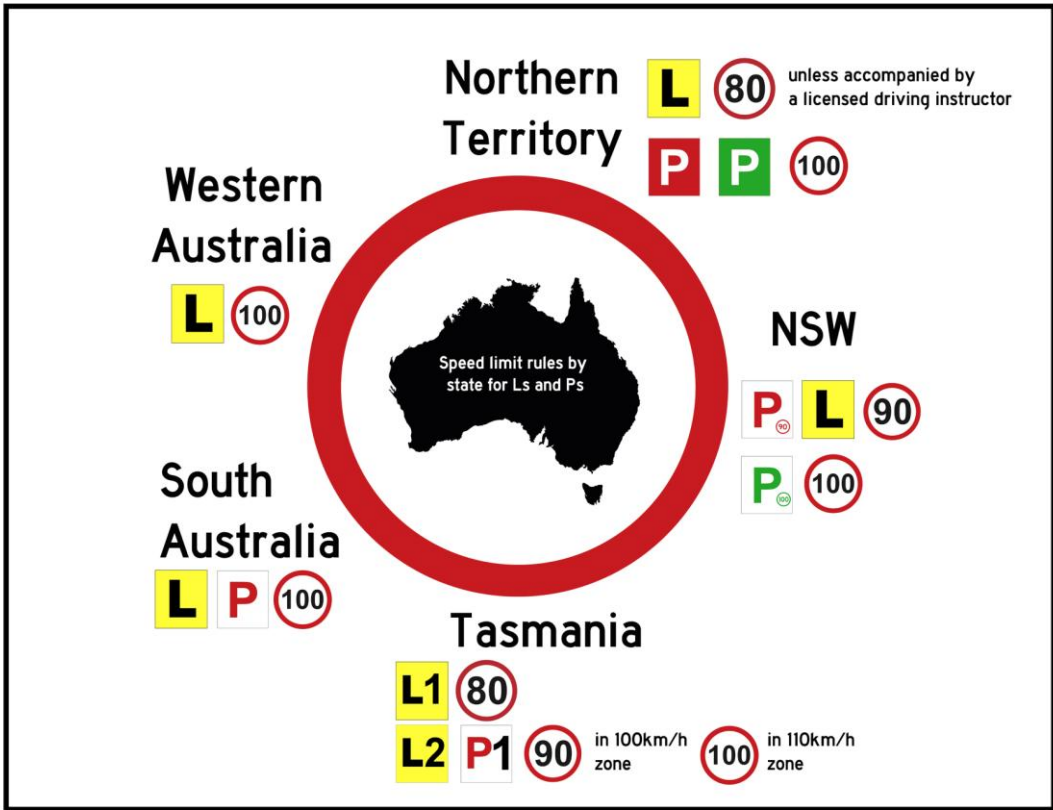 Northern
Territory
L 80 unless accompanied by
a licensed driving instructor
P P 100
Western
Australia
L 100
Speed limit rules by
state for Ls and Ps
NSW
P 90 L 90
P 100 100
South
Australia
L P 100
Tasmania
L1 80
L2 P1 90 in 100km/h
zone
100 in 110km/h
zone